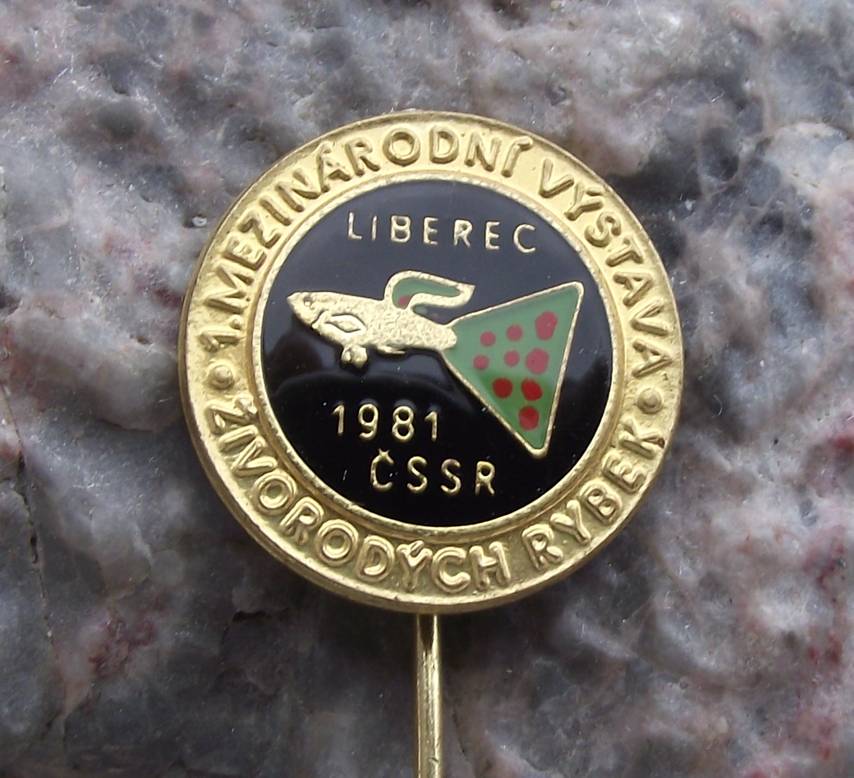 1. MEZINÁRODNÍ VÝSTAVA
ŽIVORODÝCH RYBEK
LIBEREC
1981
ČSSR